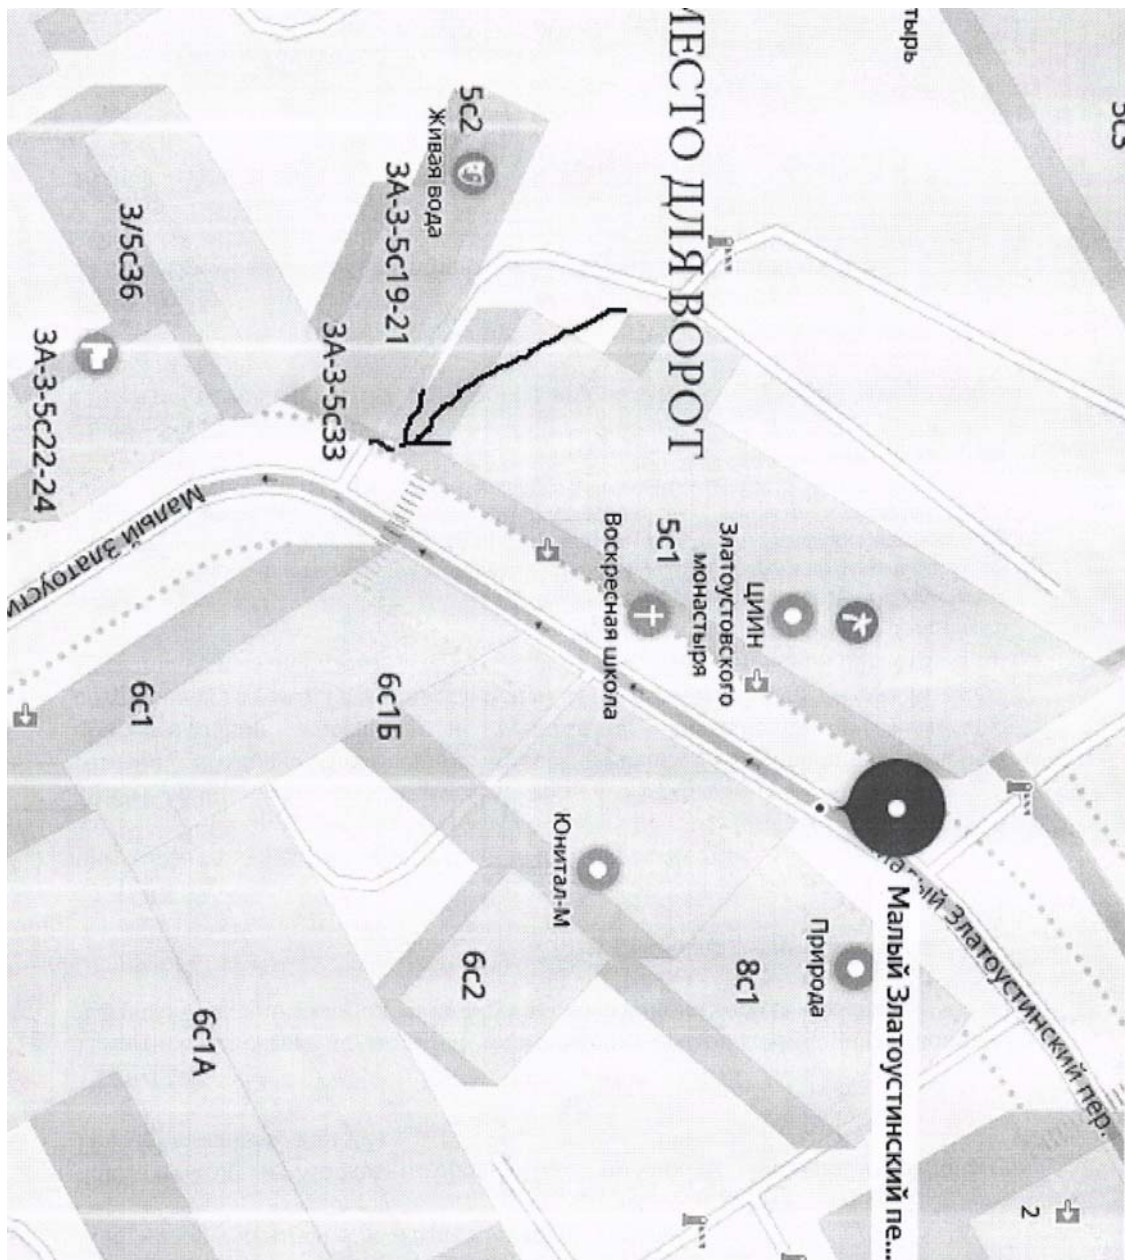 5с3
2
Малый Златоустинский пер.
тырь
Малый Златоустинский пе...
Природа
ЦИИН
Златоустовского
монастыря
8с1
МЕСТО ДЛЯ ВОРОТ
5с1
Воскресная школа
Юнитал-М
5с2
Живая вода
6с2
3А-3-5с19-21
6с1Б
3А-3-5с33
6с1А
Малый Златоусти
3/5с36
6с1
3А-3-5с22-24